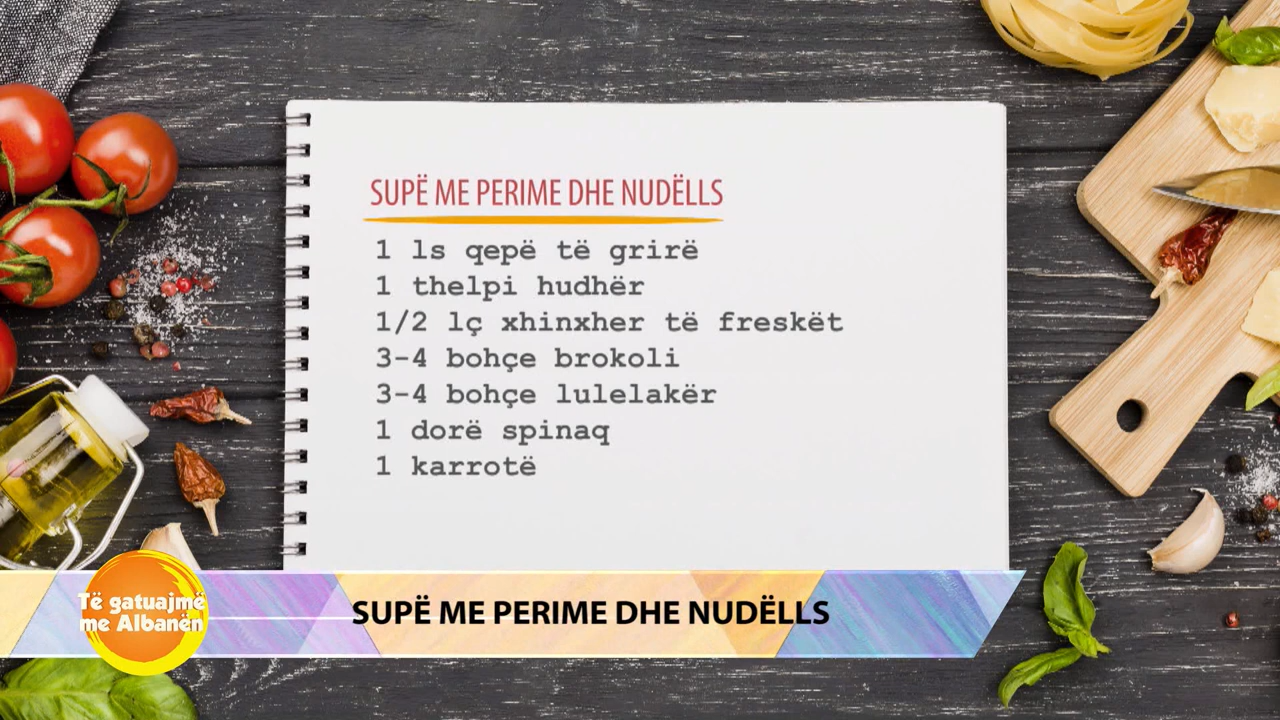 SUPË ME PERIME DHE NUDËLLS
1 ls qepë të grirë
1 thelpi hudhër
1/2 lç xhinxher të freskët
3-4 bohçe brokoli
3-4 bohçe lulelakër
1 dorë spinaq
1 karrotë
Të gatuajmë
me Albanën
SUPË ME PERIME DHE NUDËLLS